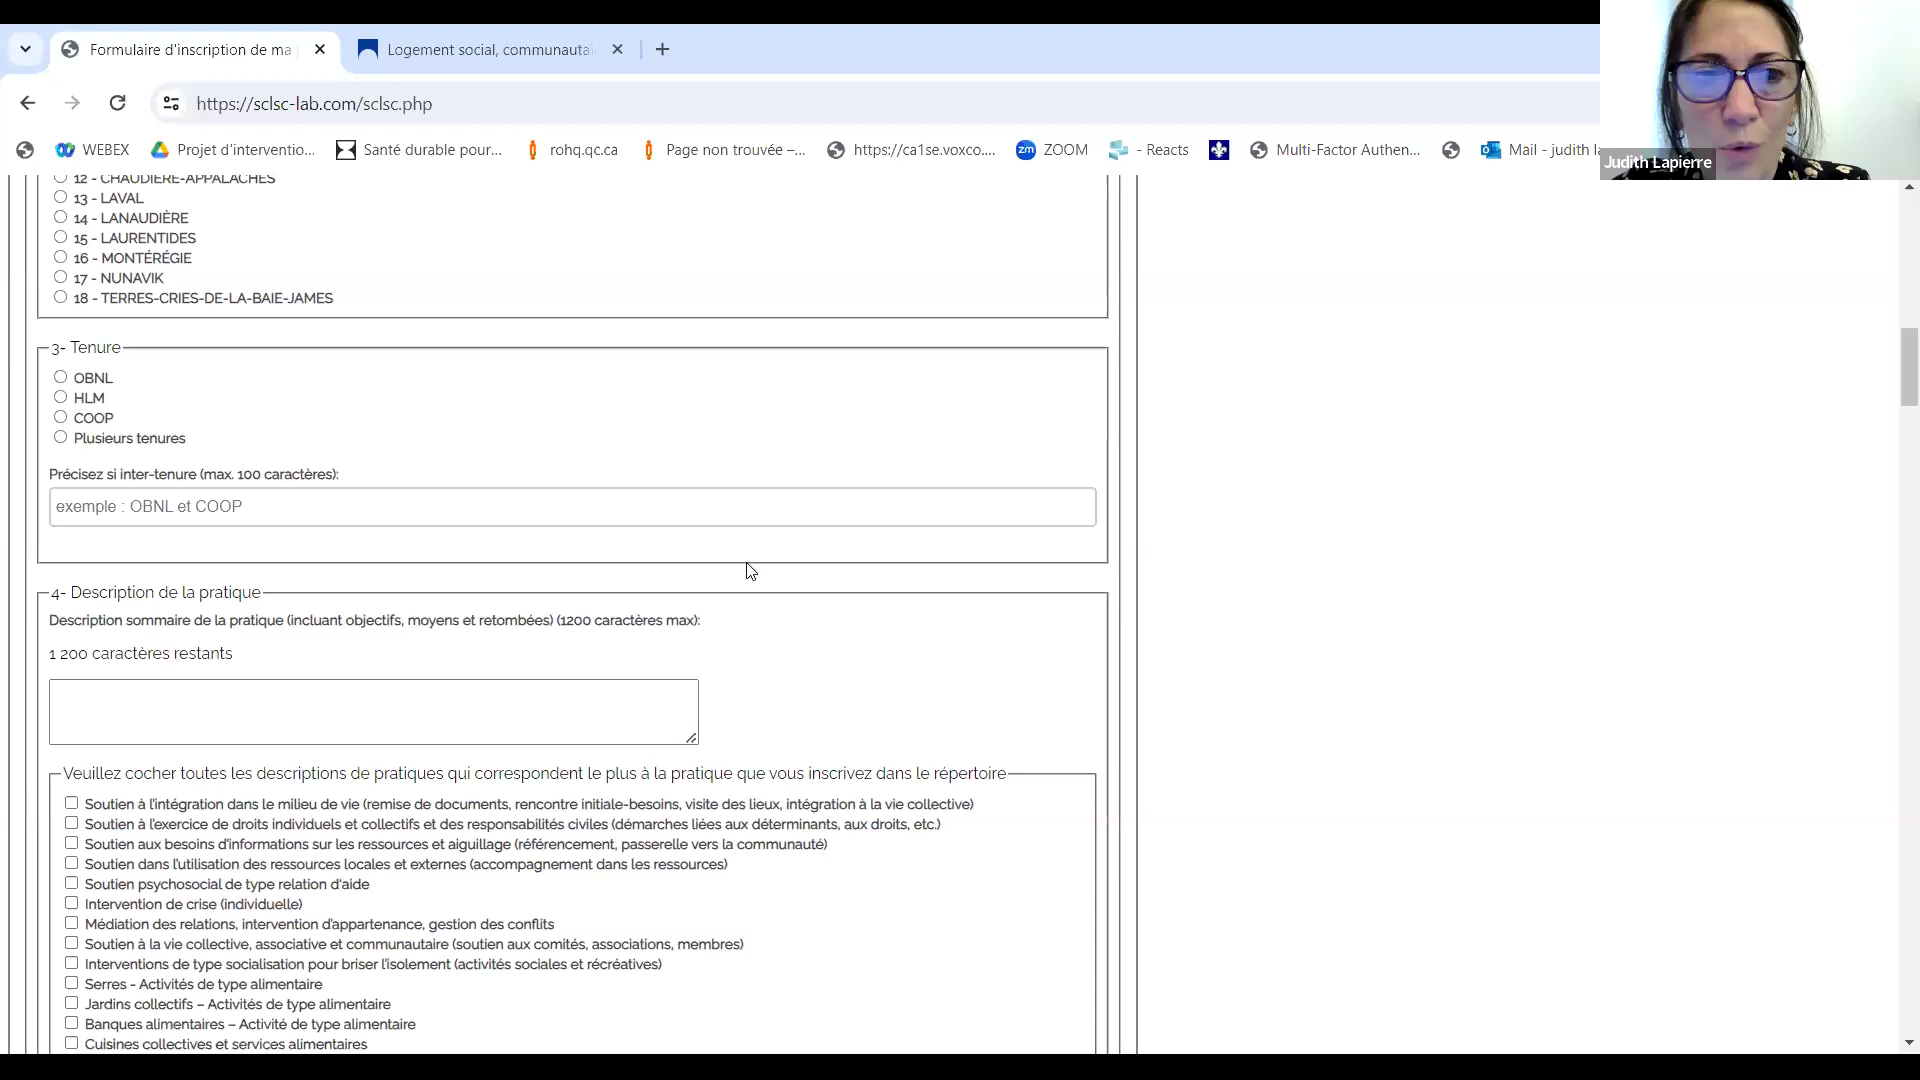 Formulaire d'inscription de ma
Logement social, communauta
https://sclsc-lab.com/sclsc.php
WEBEX
Projet d'interventio...
Santé durable pour...
rohq.qc.ca
Page non trouvée –...
https://ca1se.voxco....
zm ZOOM
- Reacts
Multi-Factor Authen...
Mail - judith la
Judith Lapierre
12 - CHAUDIÈRE-APPALACHES
13 - LAVAL
14 - LANAUDIÈRE
15 - LAURENTIDES
16 - MONTÉRÉGIE
17 - NUNAVIK
18 - TERRES-CRIES-DE-LA-BAIE-JAMES
3- Tenure
OBNL
HLM
COOP
Plusieurs tenures
Précisez si inter-tenure (max. 100 caractères):
exemple : OBNL et COOP
4- Description de la pratique
Description sommaire de la pratique (incluant objectifs, moyens et retombées) (1200 caractères max):
1 200 caractères restants
Veuillez cocher toutes les descriptions de pratiques qui correspondent le plus à la pratique que vous inscrivez dans le répertoire
Soutien à l'intégration dans le milieu de vie (remise de documents, rencontre initiale-besoins, visite des lieux, intégration à la vie collective)
Soutien à l'exercice de droits individuels et collectifs et des responsabilités civiles (démarches liées aux déterminants, aux droits, etc.)
Soutien aux besoins d'informations sur les ressources et aiguillage (référencement, passerelle vers la communauté)
Soutien dans l'utilisation des ressources locales et externes (accompagnement dans les ressources)
Soutien psychosocial de type relation d'aide
Intervention de crise (individuelle)
Médiation des relations, intervention d'appartenance, gestion des conflits
Soutien à la vie collective, associative et communautaire (soutien aux comités, associations, membres)
Interventions de type socialisation pour briser l'isolement (activités sociales et récréatives)
Serres - Activités de type alimentaire
Jardins collectifs – Activités de type alimentaire
Banques alimentaires – Activité de type alimentaire
Cuisines collectives et services alimentaires